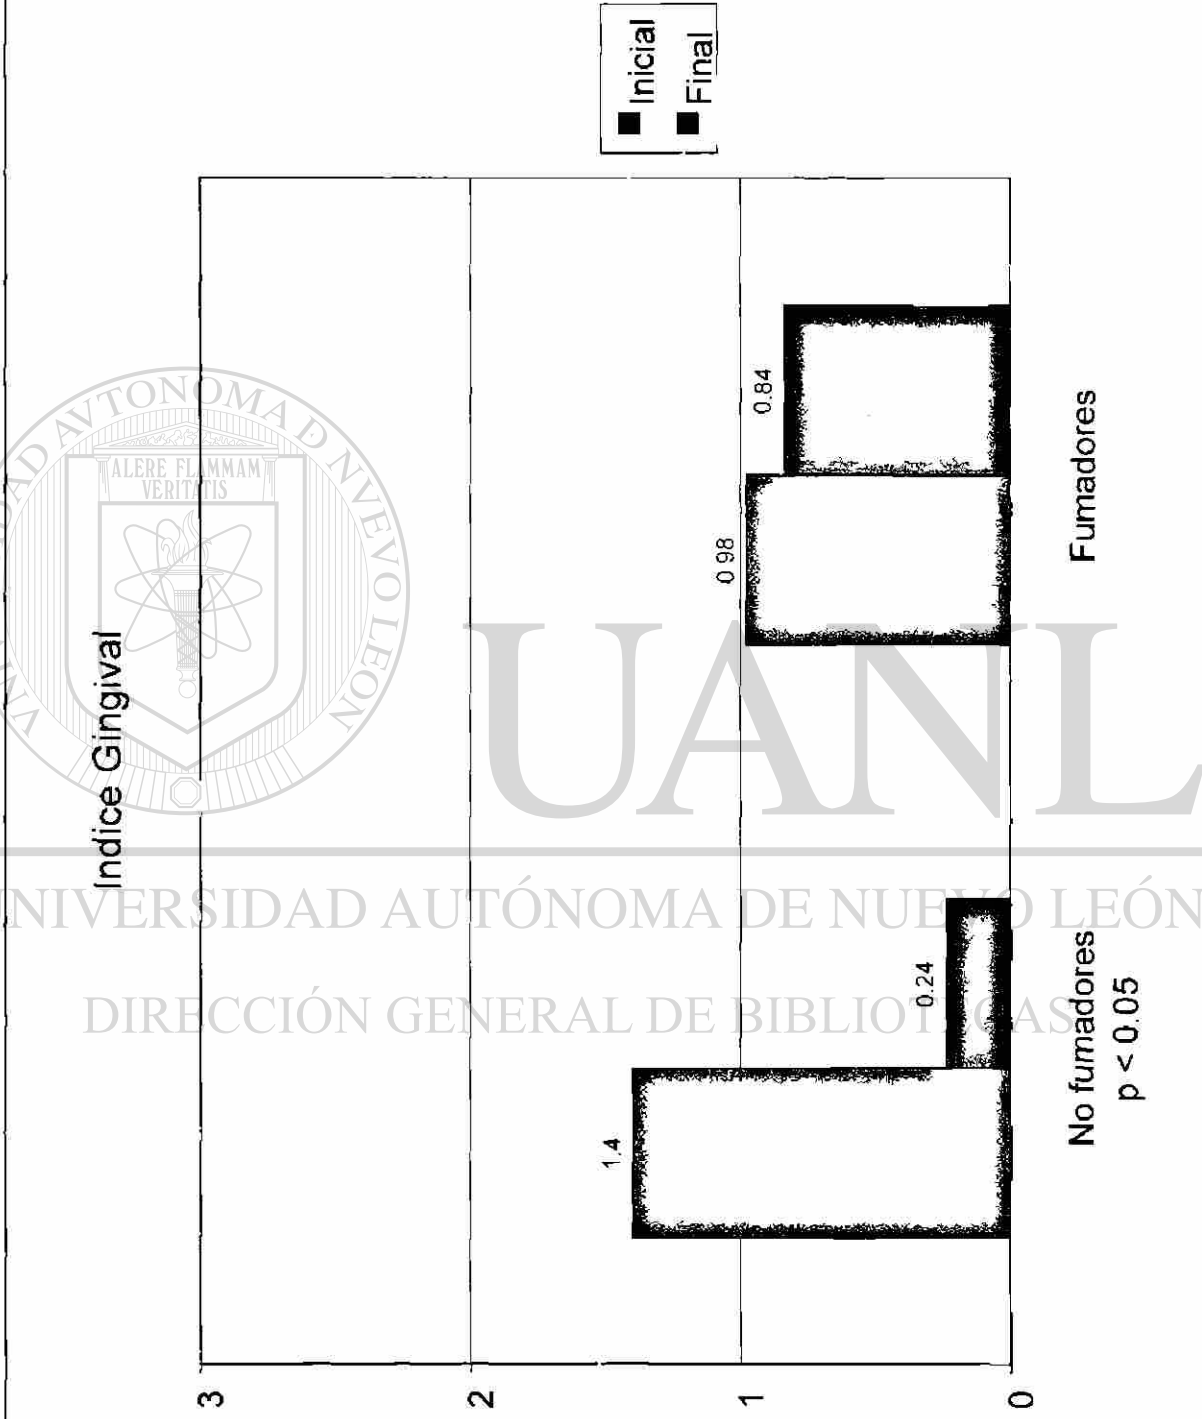 Indice Gingival
3
2
1
0
1.4
0.24
0.98
0.84
No fumadores
p < 0.05
Fumadores
Inicial
Final
ALERE FLAMMAM
VERITATIS
UANL
UNIVERSIDAD AUTÓNOMA DE NUEVO LEÓN
DIRECCIÓN GENERAL DE BIBLIOTECAS